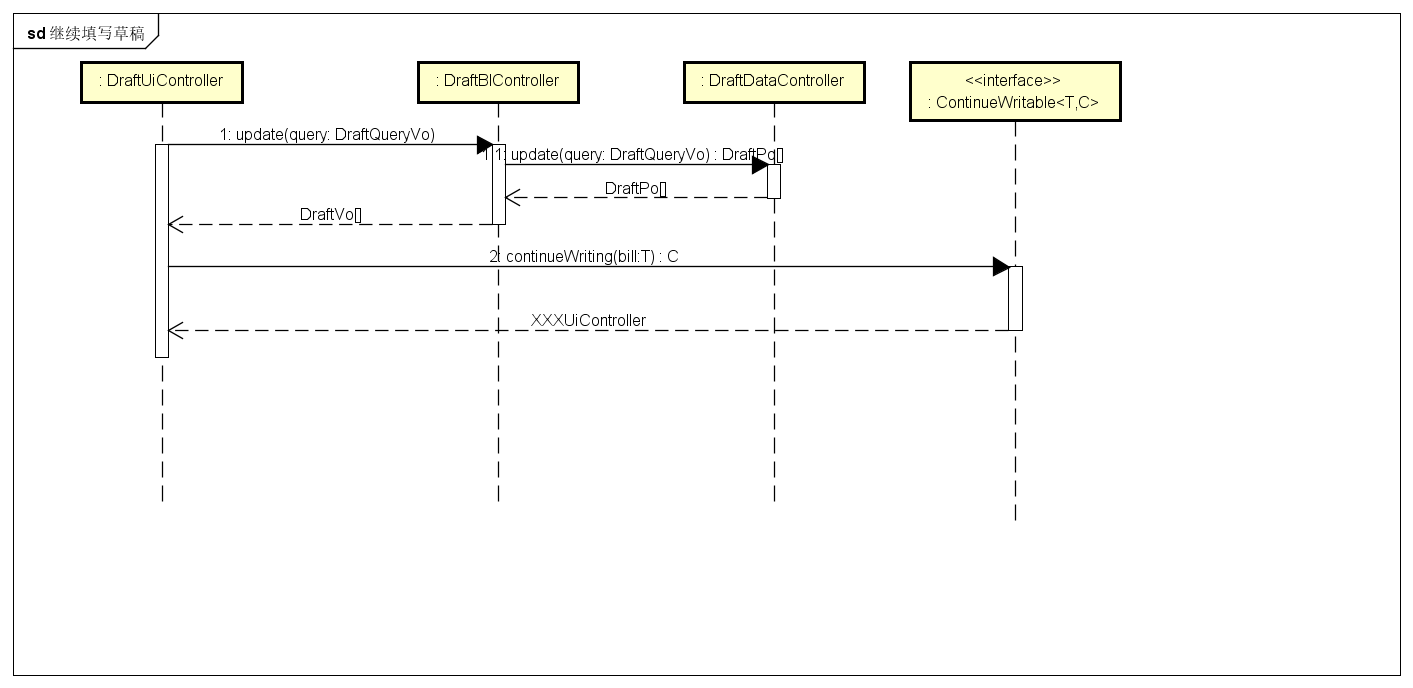 sd 继续填写草稿
: DraftUiController
: DraftBlController
: DraftDataController
<<interface>>
: ContinueWritable<T,C>
1: update(query: DraftQueryVo)
1.1: update(query: DraftQueryVo) : DraftPo[]
DraftPo[]
DraftVo[]
2: continueWriting(bill:T) : C
XXXUiController